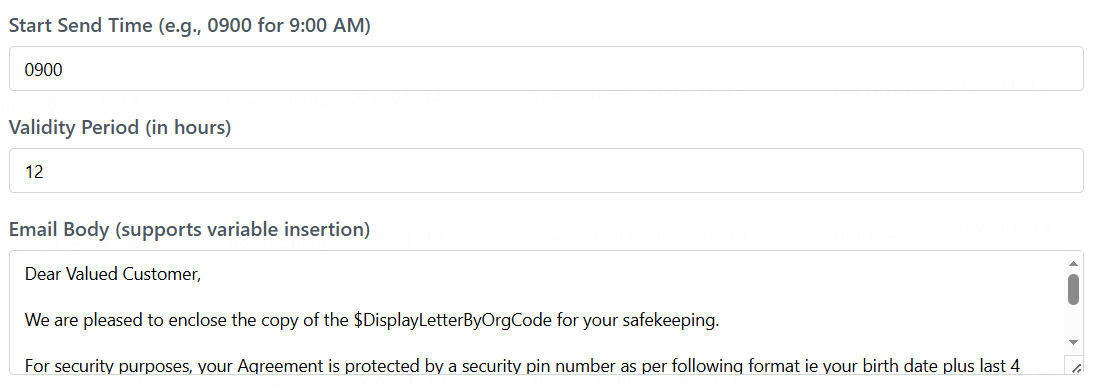 Start Send Time (e.g., 0900 for 9:00 AM)
0900
Validity Period (in hours)
12
Email Body (supports variable insertion)
Dear Valued Customer,
We are pleased to enclose the copy of the $DisplayLetterByOrgCode for your safekeeping.
For security purposes, your Agreement is protected by a security pin number as per following format ie your birth date plus last 4